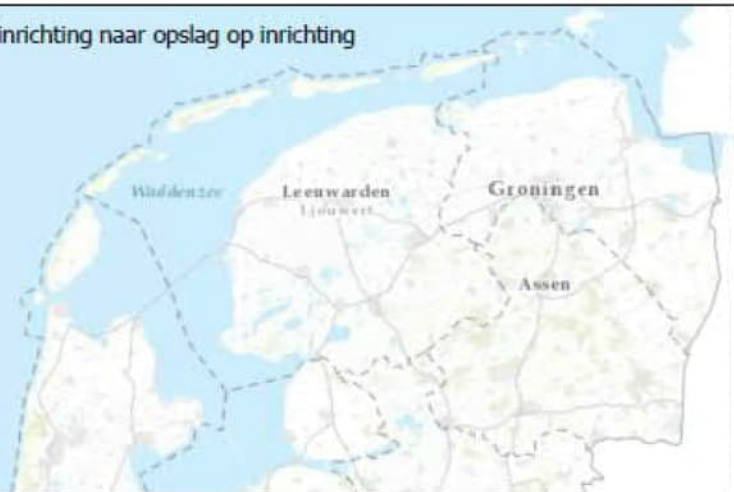 inrichting naar opslag op inrichting
Waddenzee
Leeuwarden
Ljouwert
Groningen
Assen